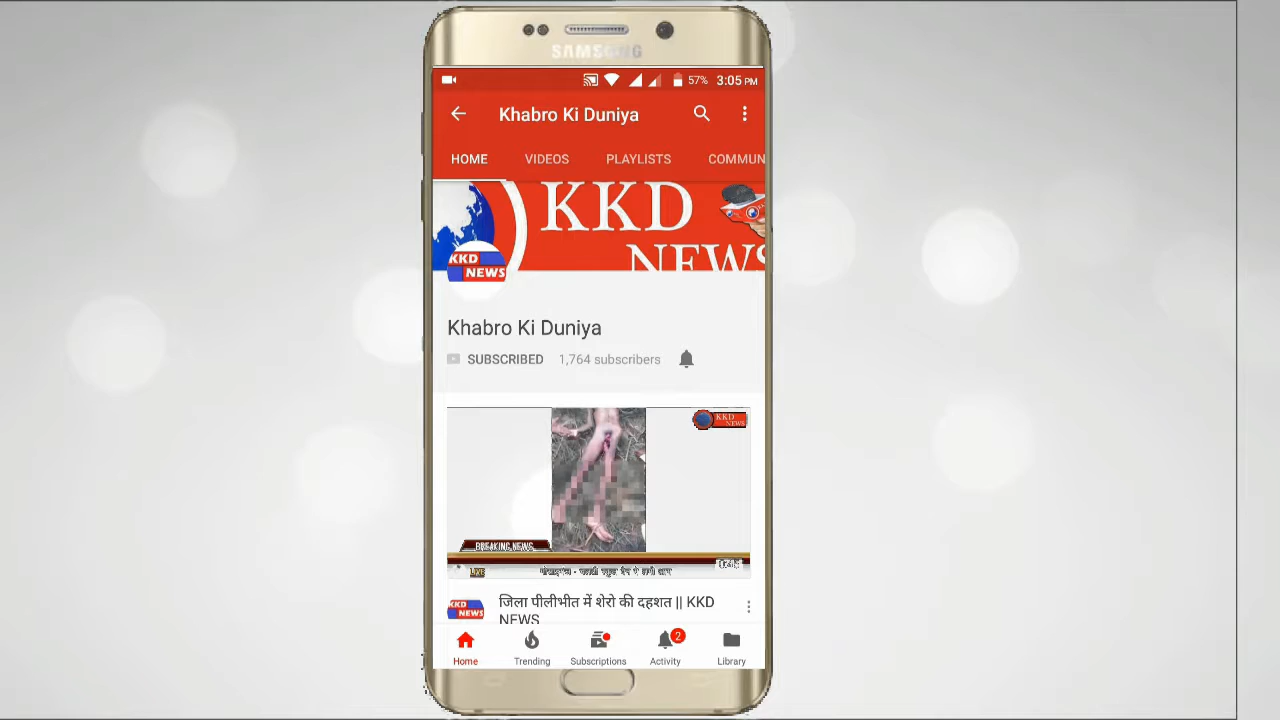 SAMSUNG
57% 3:05 PM
Khabro Ki Duniya
HOME VIDEOS PLAYLISTS COMMUN
KKD
NEWS
KKD
NEWS
Khabro Ki Duniya
SUBSCRIBED 1,764 subscribers
KKD
NEWS
BREAKING NEWS
LIVE
जिला पीलीभीत में शेरो की दहशत || KKD
NEWS
KKD
NEWS
Home Trending Subscriptions Activity Library
2